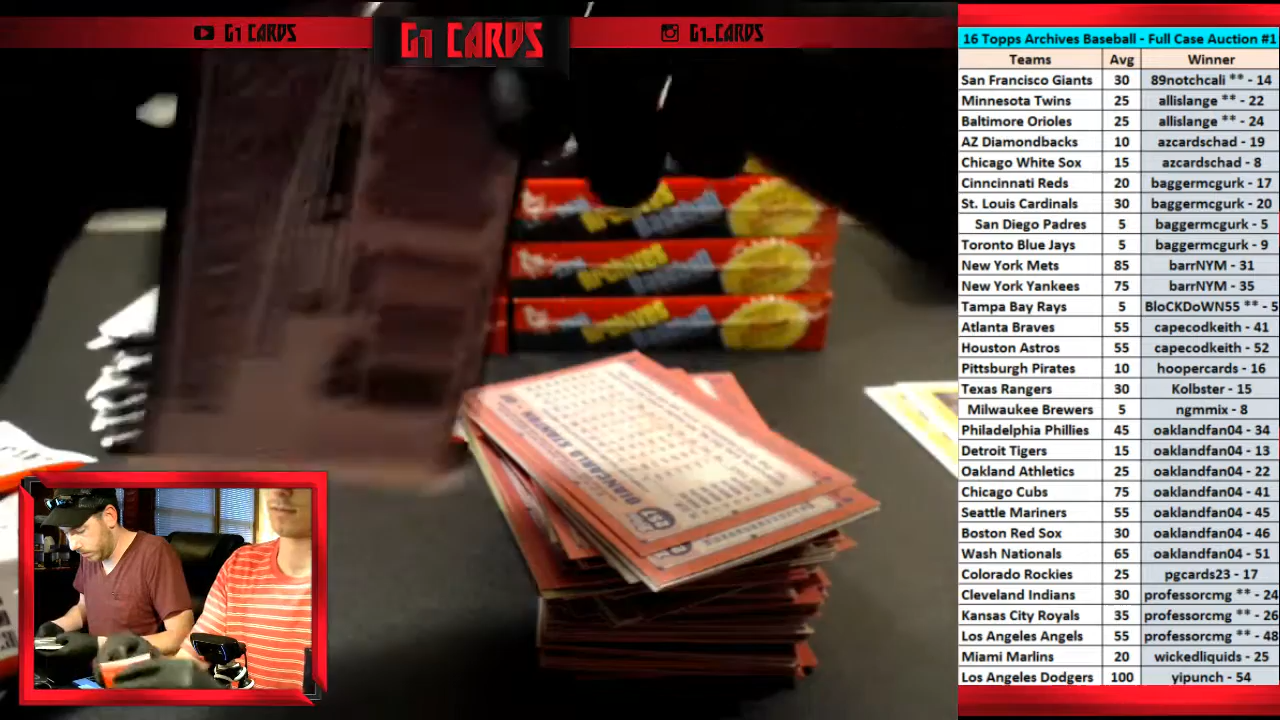 G1 CARDS
G1 CARDS
G1_CARDS
16 Topps Archives Baseball - Full Case Auction #1
Teams Avg Winner
San Francisco Giants 30 89notchcali ** - 14
Minnesota Twins 25 allislange ** - 22
Baltimore Orioles 25 allislange ** - 24
AZ Diamondbacks 10 azcardschad - 19
Chicago White Sox 15 azcardschad - 8
Cinncinnati Reds 20 baggermcgurk - 17
St. Louis Cardinals 30 baggermcgurk - 20
San Diego Padres 5 baggermcgurk - 5
Toronto Blue Jays 5 baggermcgurk - 9
New York Mets 85 barrNYM - 31
New York Yankees 75 barrNYM - 35
Tampa Bay Rays 5 BloCKDoWN55 ** - 5
Atlanta Braves 55 capecodkeith - 41
Houston Astros 55 capecodkeith - 52
Pittsburgh Pirates 10 hoopercards - 16
Texas Rangers 30 Kolbster - 15
Milwaukee Brewers 5 ngmmix - 8
Philadelphia Phillies 45 oaklandfan04 - 34
Detroit Tigers 15 oaklandfan04 - 13
Oakland Athletics 25 oaklandfan04 - 22
Chicago Cubs 75 oaklandfan04 - 41
Seattle Mariners 55 oaklandfan04 - 45
Boston Red Sox 30 oaklandfan04 - 46
Wash Nationals 65 oaklandfan04 - 51
Colorado Rockies 25 pgcards23 - 17
Cleveland Indians 30 professorcmg ** - 24
Kansas City Royals 35 professorcmg ** - 26
Los Angeles Angels 55 professorcmg ** - 48
Miami Marlins 20 wickedliquids - 25
Los Angeles Dodgers 100 yipunch - 54
ARCHIVES
ARCHIVES
ARCHIVES
GIANCARLO STANTON